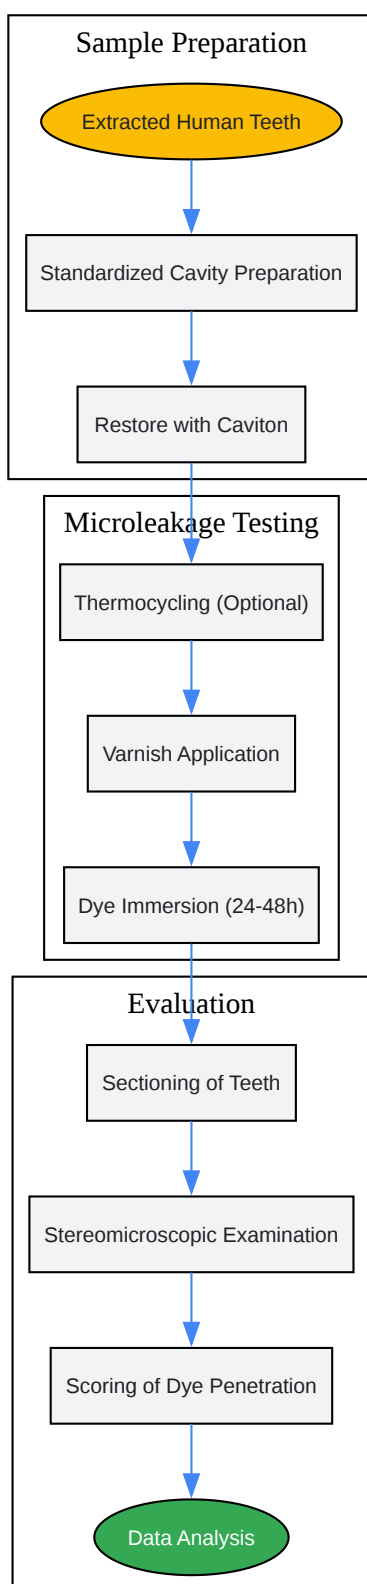 Sample Preparation
Extracted Human Teeth
Standardized Cavity Preparation
Restore with Caviton
Microleakage Testing
Thermocycling (Optional)
Varnish Application
Dye Immersion (24-48h)
Evaluation
Sectioning of Teeth
Stereomicroscopic Examination
Scoring of Dye Penetration
Data Analysis